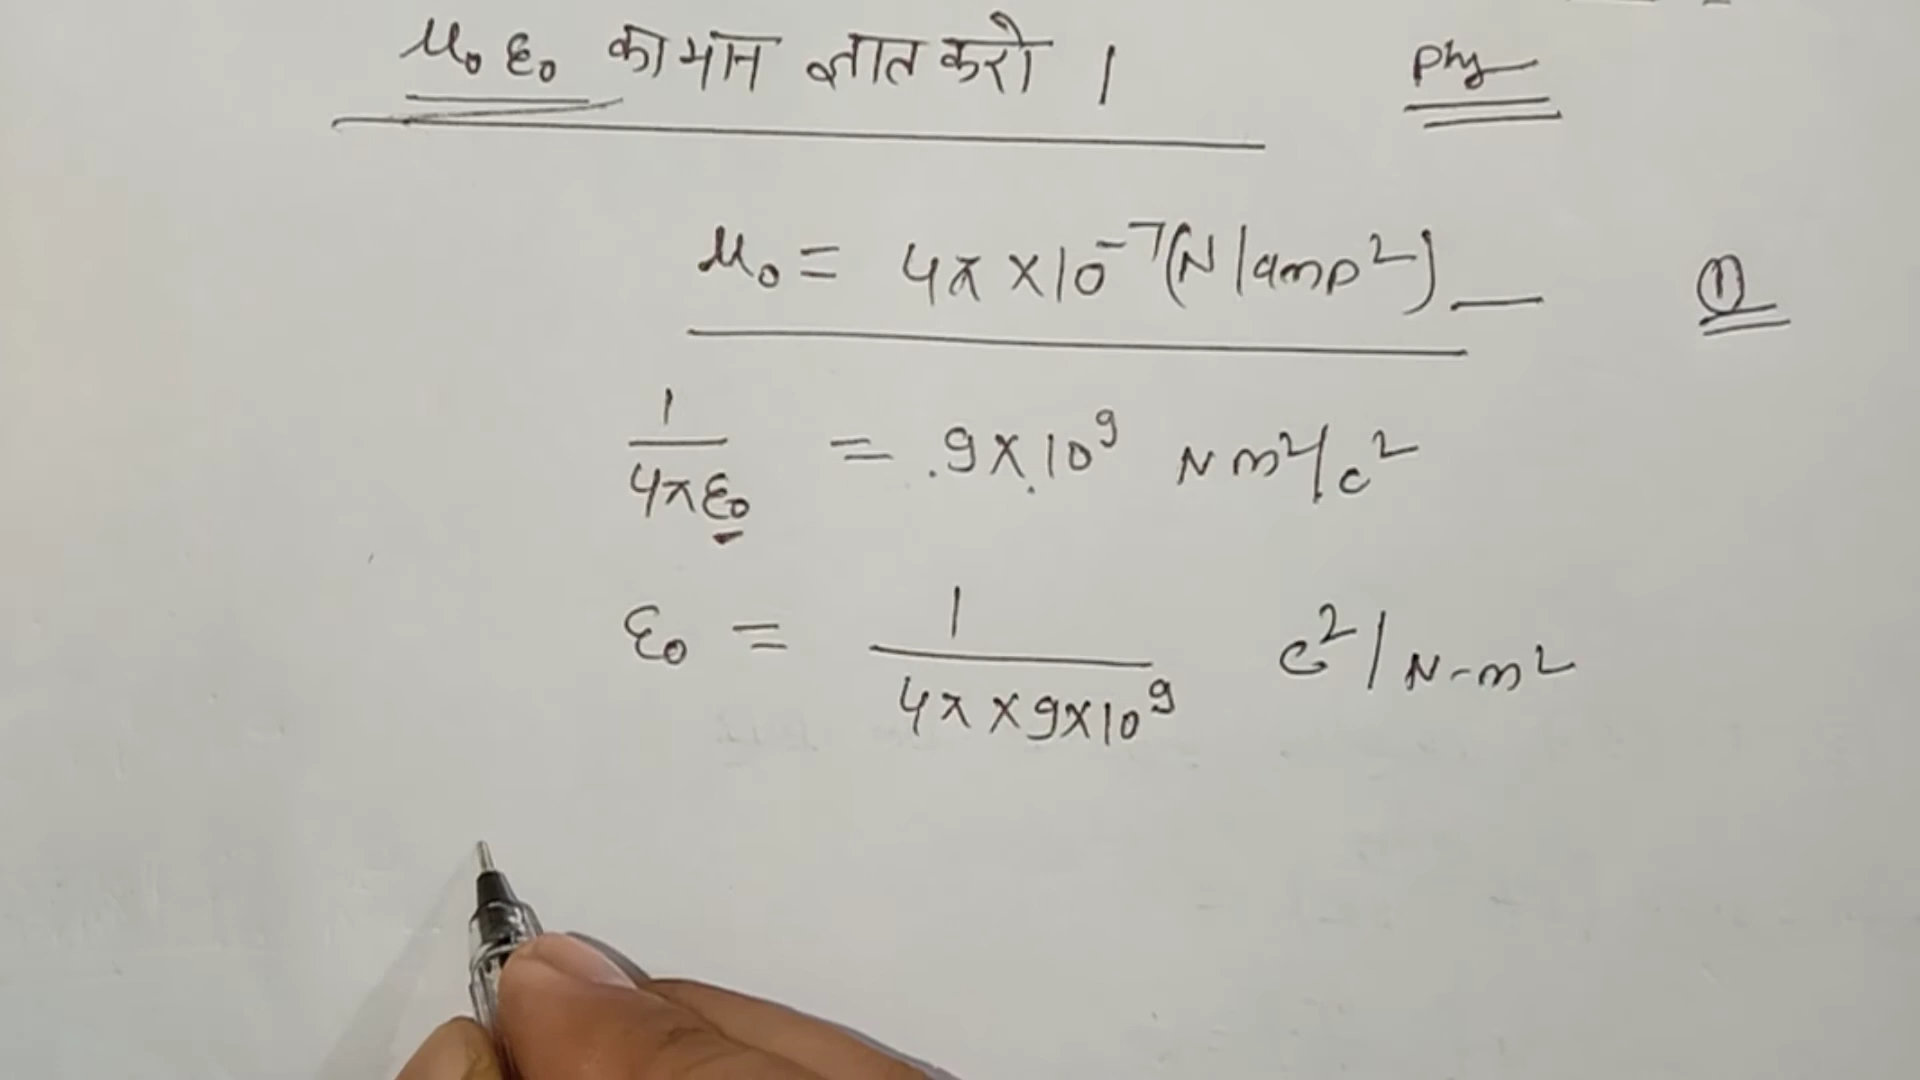 μ₀ ε₀ का मान ज्ञात करो । Phy
μ₀ = 4π × 10⁻⁷ (N/amp²) — ①
1/4πε₀ = .9×.10⁹ Nm²/c²
ε₀ = 1/4π×9×10⁹ c²/N-m²